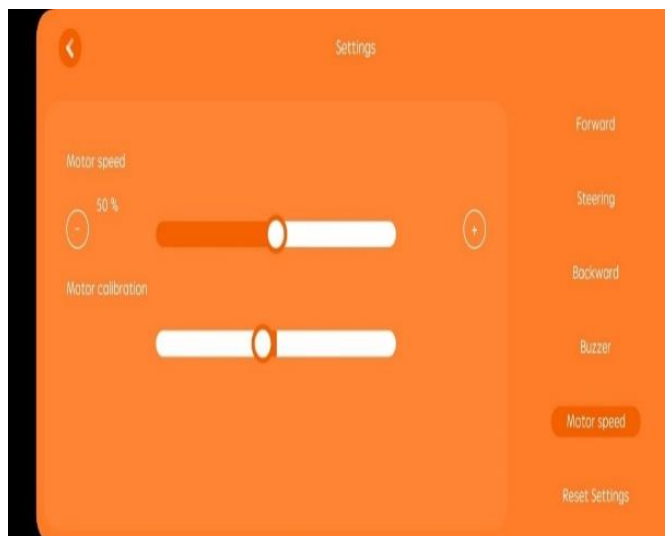 Settings
Motor speed
50 %
-
+
Motor calibration
Forward
Steering
Backward
Buzzer
Motor speed
Reset Settings